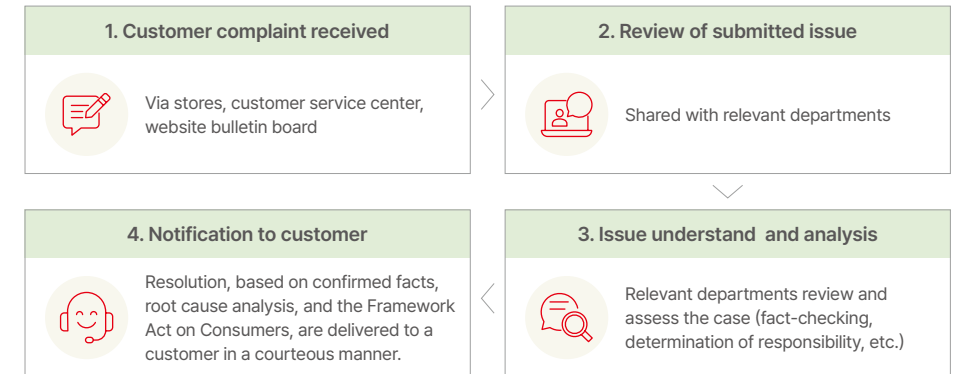 1. Customer complaint received
Via stores, customer service center,
website bulletin board
2. Review of submitted issue
Shared with relevant departments
3. Issue understand and analysis
Relevant departments review and
assess the case (fact-checking,
determination of responsibility, etc.)
4. Notification to customer
Resolution, based on confirmed facts,
root cause analysis, and the Framework
Act on Consumers, are delivered to a
customer in a courteous manner.